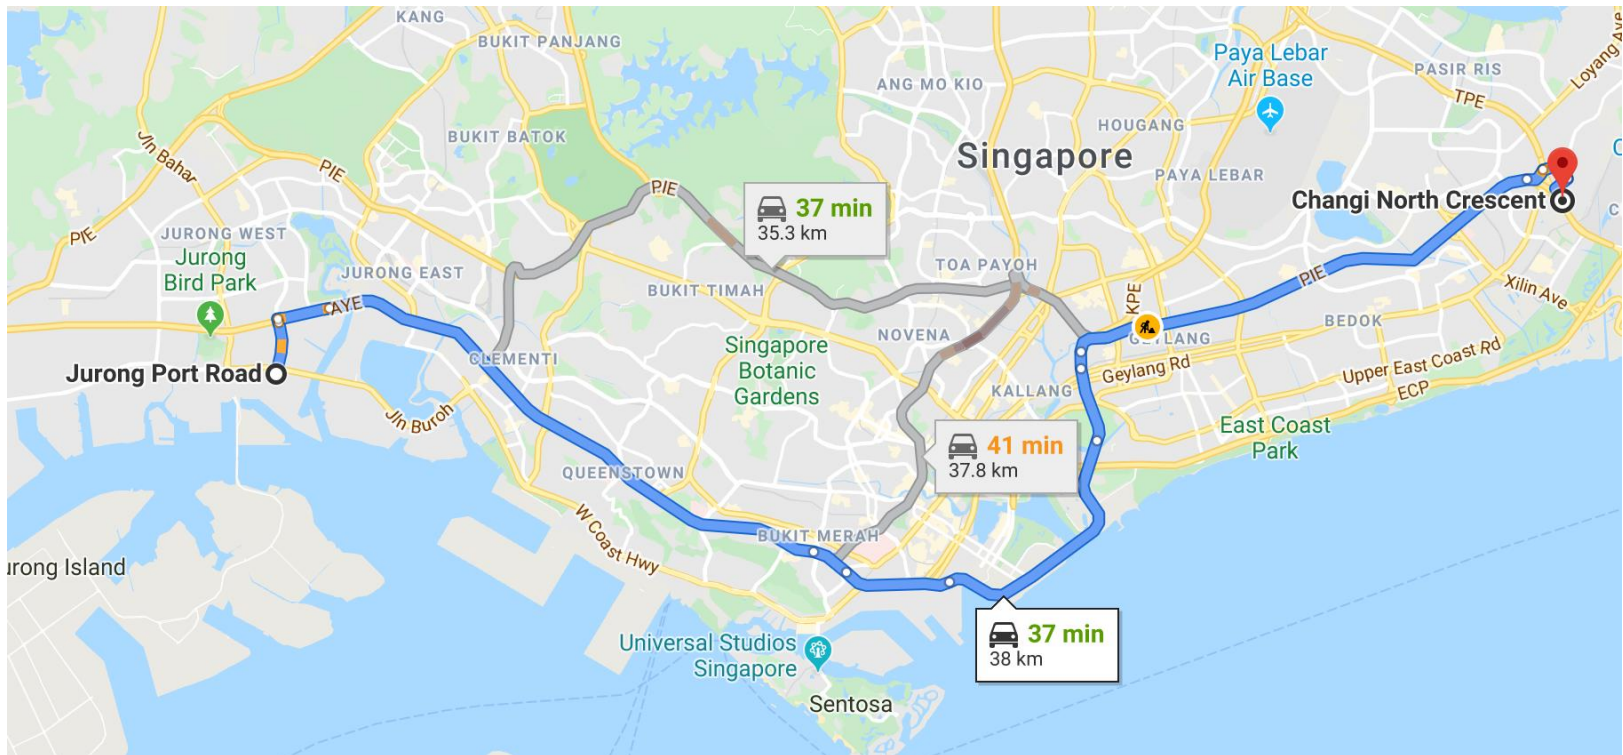 KANG
BUKIT PANJANG
Paya Lebar
Air Base
PASIR RIS
Loyang Ave
ANG MO KIO
TPE
HOUGANG
BUKIT BATOK
Jln Bahar
PIE
Singapore
PIE
PAYA LEBAR
Changi North Crescent
37 min
35.3 km
PIE
JURONG WEST
Jurong
Bird Park
JURONG EAST
TOA PAYOH
PIE
BUKIT TIMAH
KPE
Xilin Ave
AYE
NOVENA
BEDOK
GEYLANG
Singapore
Botanic
Gardens
CLEMENTI
Upper East Coast Rd
Geylang Rd
Jurong Port Road
KALLANG
ECP
Jln Buroh
East Coast
Park
41 min
37.8 km
QUEENSTOWN
W Coast Hwy
BUKIT MERAH
urong Island
37 min
38 km
Universal Studios
Singapore
Sentosa